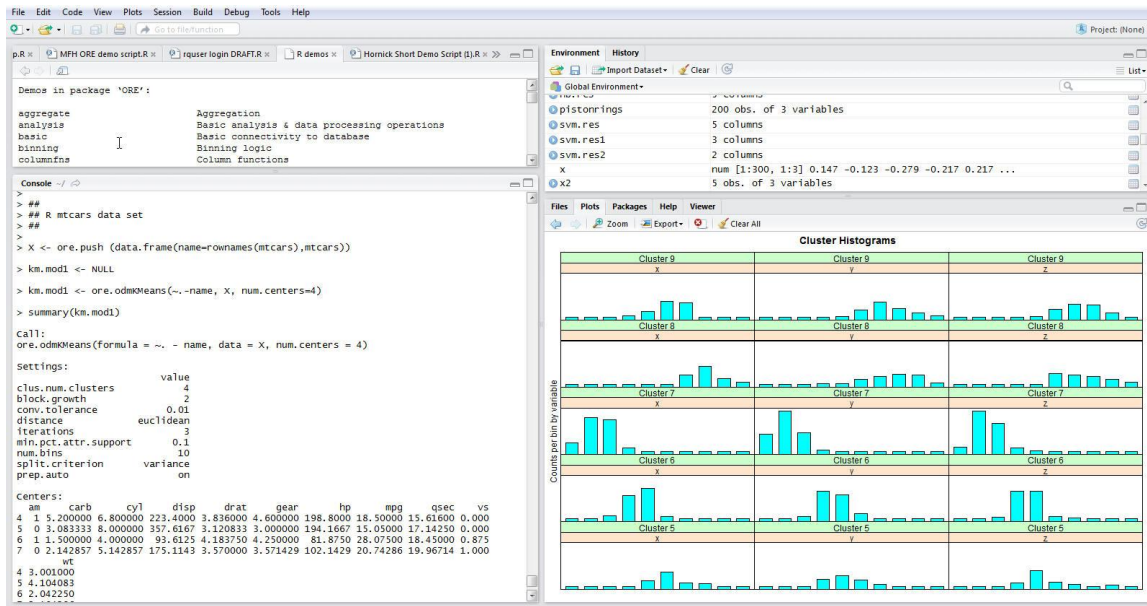 File Edit Code View Plots Session Build Debug Tools Help
Go to file/function
Project: (None)
p.R × MFH ORE demo script.R × rquser login DRAFT.R × R demos × Hornick Short Demo Script (1).R ×
Demos in package 'ORE':
aggregate Aggregation
analysis Basic analysis & data processing operations
basic Basic connectivity to database
binning Binning logic
columnfns Column functions
Console ~/
>
> ##
> ## R mtcars data set
> ##
>
> X <- ore.push (data.frame(name=rownames(mtcars),mtcars))
> km.mod1 <- NULL
> km.mod1 <- ore.odmKMeans(~.-name, X, num.centers=4)
> summary(km.mod1)
Call:
ore.odmKMeans(formula = ~. - name, data = X, num.centers = 4)
Settings:
value
clus.num.clusters 4
block.growth 2
conv.tolerance 0.01
distance euclidean
iterations 3
min.pct.attr.support 0.1
num.bins 10
split.criterion variance
prep.auto on
Centers:
am carb cyl disp drat gear hp mpg qsec vs
4 1 5.200000 6.800000 223.4000 3.836000 4.600000 198.8000 18.50000 15.61600 0.000
5 0 3.083333 8.000000 357.6167 3.120833 3.000000 194.1667 15.05000 17.14250 0.000
6 1 1.500000 4.000000 93.6125 4.183750 4.250000 81.8750 28.07500 18.45000 0.875
7 0 2.142857 5.142857 175.1143 3.570000 3.571429 102.1429 20.74286 19.96714 1.000
wt
4 3.001000
5 4.104083
6 2.042250
Environment History
Import Dataset Clear
List
Global Environment
pistonrings 200 obs. of 3 variables
svm.res 5 columns
svm.res1 3 columns
svm.res2 2 columns
x num [1:300, 1:3] 0.147 -0.123 -0.279 -0.217 0.217 ...
x2 5 obs. of 3 variables
Files Plots Packages Help Viewer
Zoom Export Clear All
Cluster Histograms
Counts per bin by variable
Cluster 9 Cluster 9 Cluster 9
x y z
Cluster 8 Cluster 8 Cluster 8
x y z
Cluster 7 Cluster 7 Cluster 7
x y z
Cluster 6 Cluster 6 Cluster 6
x y z
Cluster 5 Cluster 5 Cluster 5
x y z